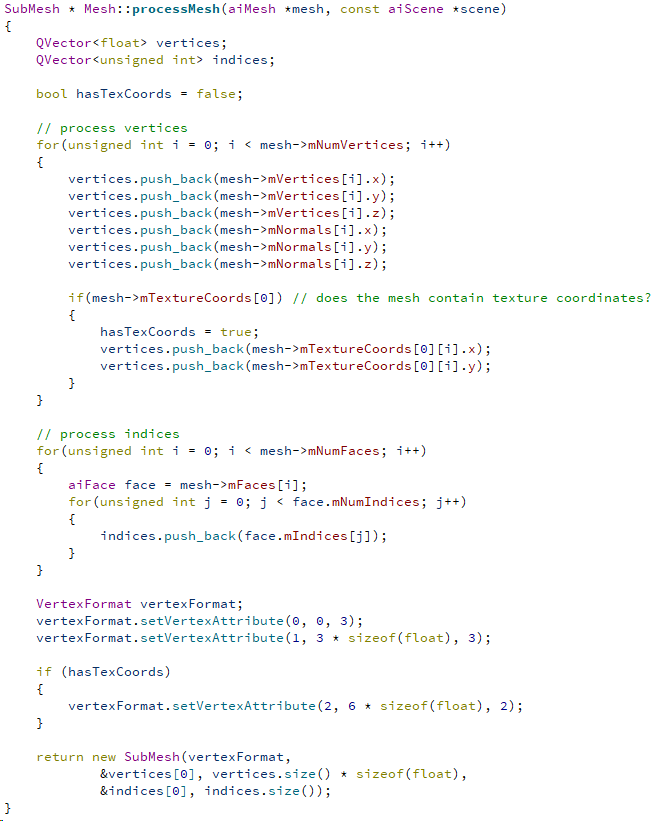 SubMesh * Mesh::processMesh(aiMesh *mesh, const aiScene *scene)
{
    QVector<float> vertices;
    QVector<unsigned int> indices;

    bool hasTexCoords = false;

    // process vertices
    for(unsigned int i = 0; i < mesh->mNumVertices; i++)
    {
        vertices.push_back(mesh->mVertices[i].x);
        vertices.push_back(mesh->mVertices[i].y);
        vertices.push_back(mesh->mVertices[i].z);
        vertices.push_back(mesh->mNormals[i].x);
        vertices.push_back(mesh->mNormals[i].y);
        vertices.push_back(mesh->mNormals[i].z);

        if(mesh->mTextureCoords[0]) // does the mesh contain texture coordinates?
        {
            hasTexCoords = true;
            vertices.push_back(mesh->mTextureCoords[0][i].x);
            vertices.push_back(mesh->mTextureCoords[0][i].y);
        }
    }

    // process indices
    for(unsigned int i = 0; i < mesh->mNumFaces; i++)
    {
        aiFace face = mesh->mFaces[i];
        for(unsigned int j = 0; j < face.mNumIndices; j++)
        {
            indices.push_back(face.mIndices[j]);
        }
    }

    VertexFormat vertexFormat;
    vertexFormat.setVertexAttribute(0, 0, 3);
    vertexFormat.setVertexAttribute(1, 3 * sizeof(float), 3);

    if (hasTexCoords)
    {
        vertexFormat.setVertexAttribute(2, 6 * sizeof(float), 2);
    }

    return new SubMesh(vertexFormat,
            &vertices[0], vertices.size() * sizeof(float),
            &indices[0], indices.size());
}